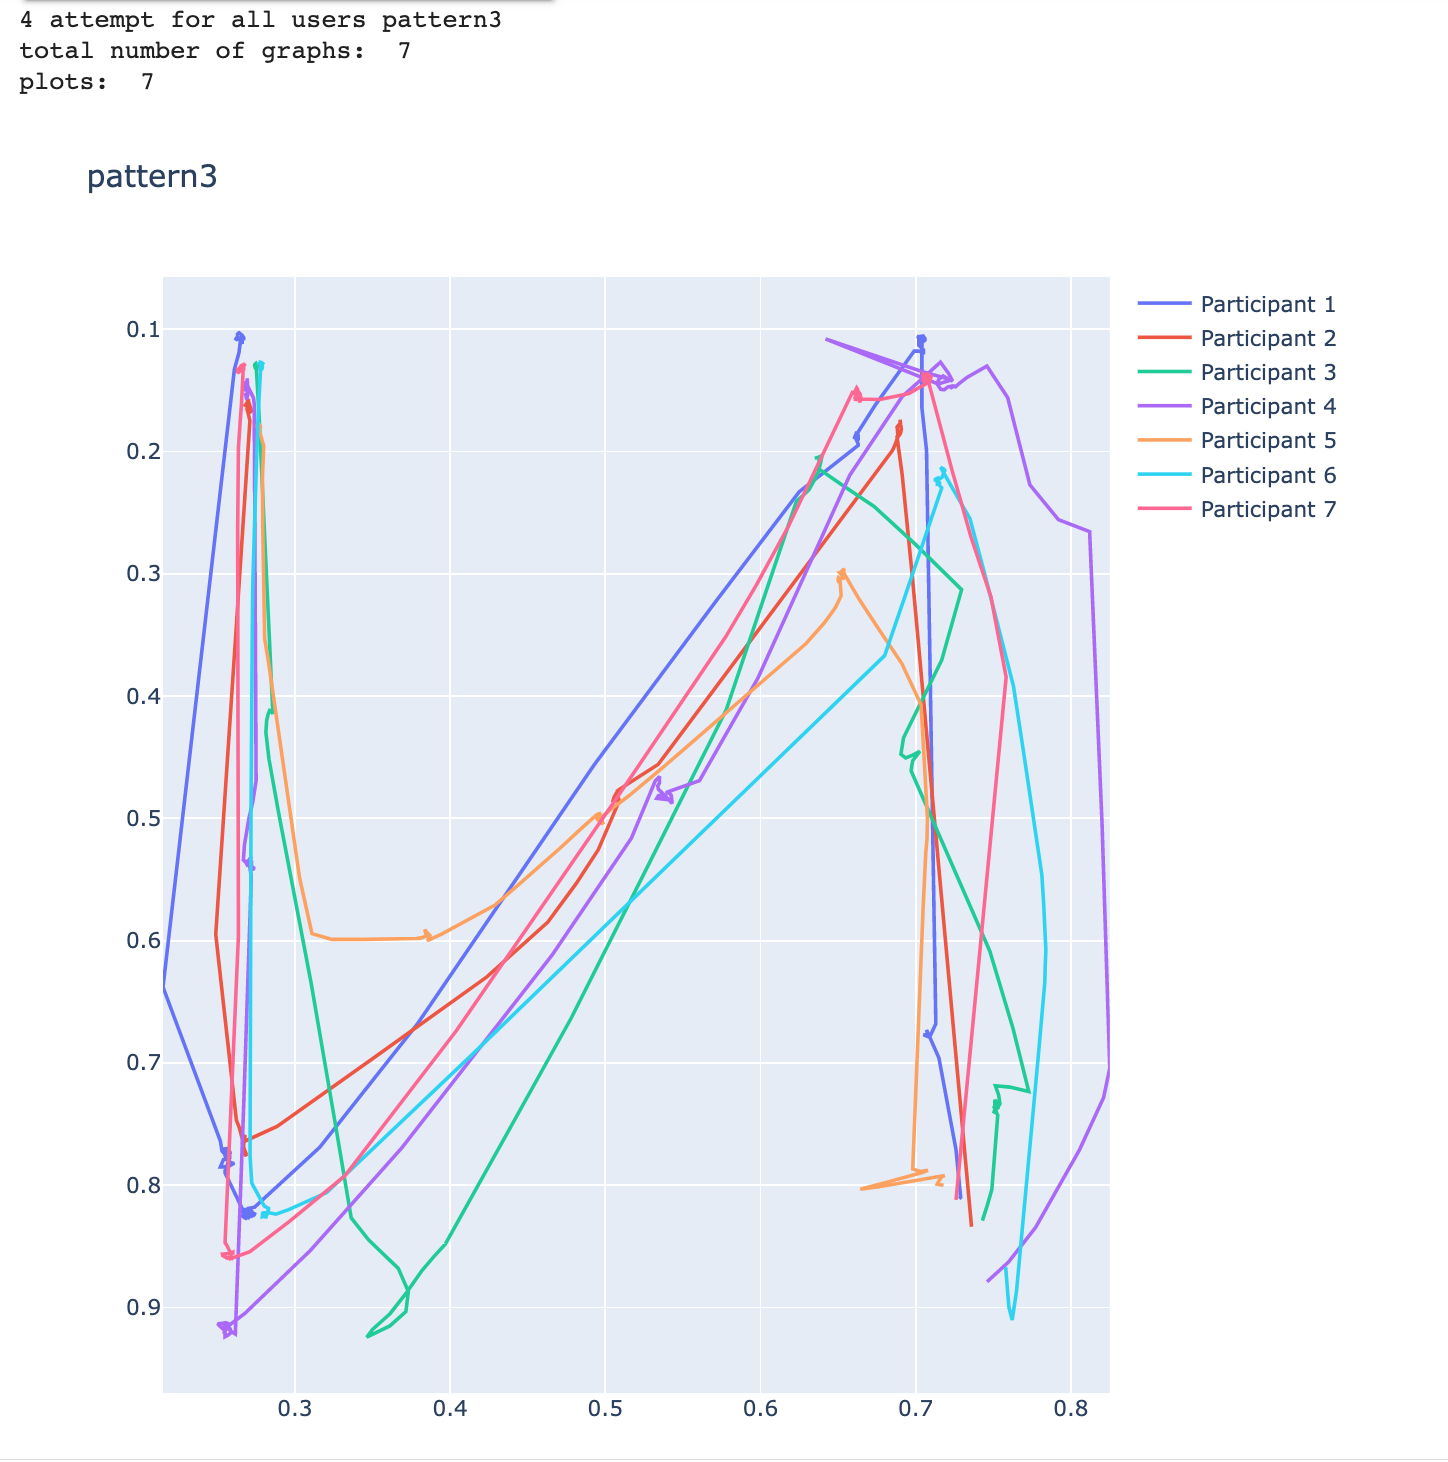 4 attempt for all users pattern3
total number of graphs:  7
plots:  7
pattern3
Participant 1
Participant 2
Participant 3
Participant 4
Participant 5
Participant 6
Participant 7
0.1
0.2
0.3
0.4
0.5
0.6
0.7
0.8
0.9
0.3 0.4 0.5 0.6 0.7 0.8